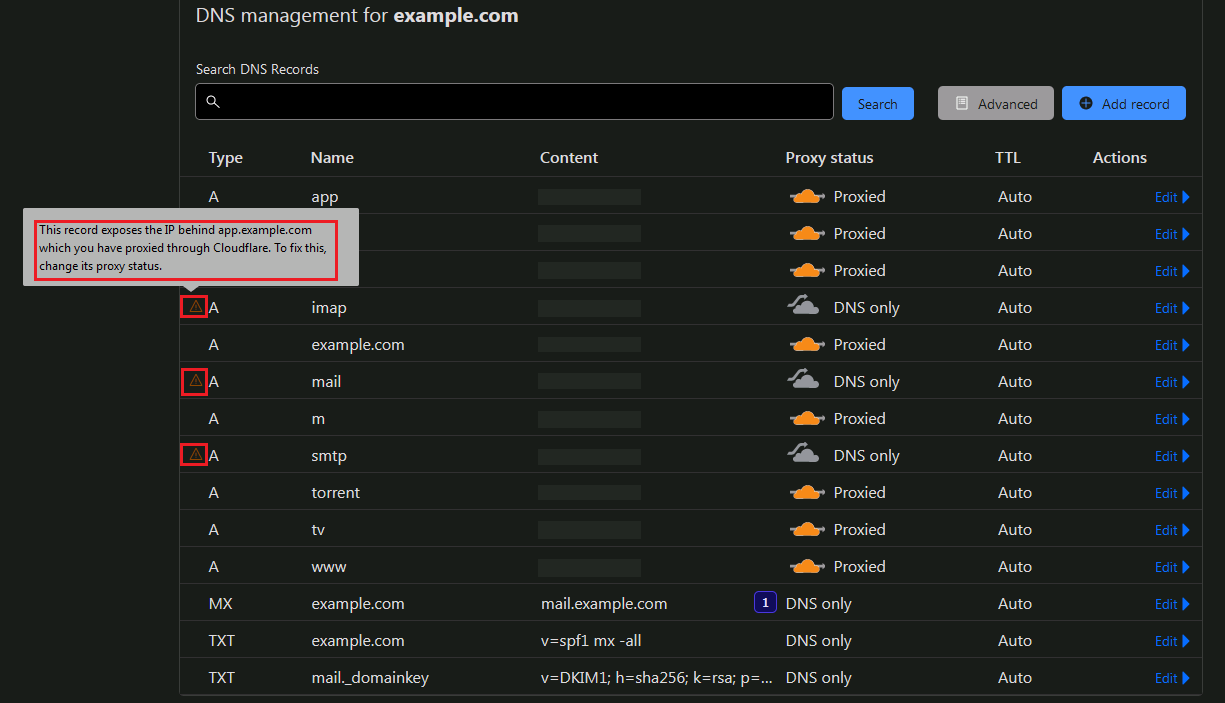 DNS management for example.com
Search DNS Records
Search Advanced Add record
Type Name Content Proxy status TTL Actions
A app Proxied Auto Edit
This record exposes the IP behind app.example.com
which you have proxied through Cloudflare. To fix this,
change its proxy status.
Proxied Auto Edit
Proxied Auto Edit
A imap DNS only Auto Edit
A example.com Proxied Auto Edit
A mail DNS only Auto Edit
A m Proxied Auto Edit
A smtp DNS only Auto Edit
A torrent Proxied Auto Edit
A tv Proxied Auto Edit
A www Proxied Auto Edit
MX example.com mail.example.com 1 DNS only Auto Edit
TXT example.com v=spf1 mx -all DNS only Auto Edit
TXT mail._domainkey v=DKIM1; h=sha256; k=rsa; p=... DNS only Auto Edit